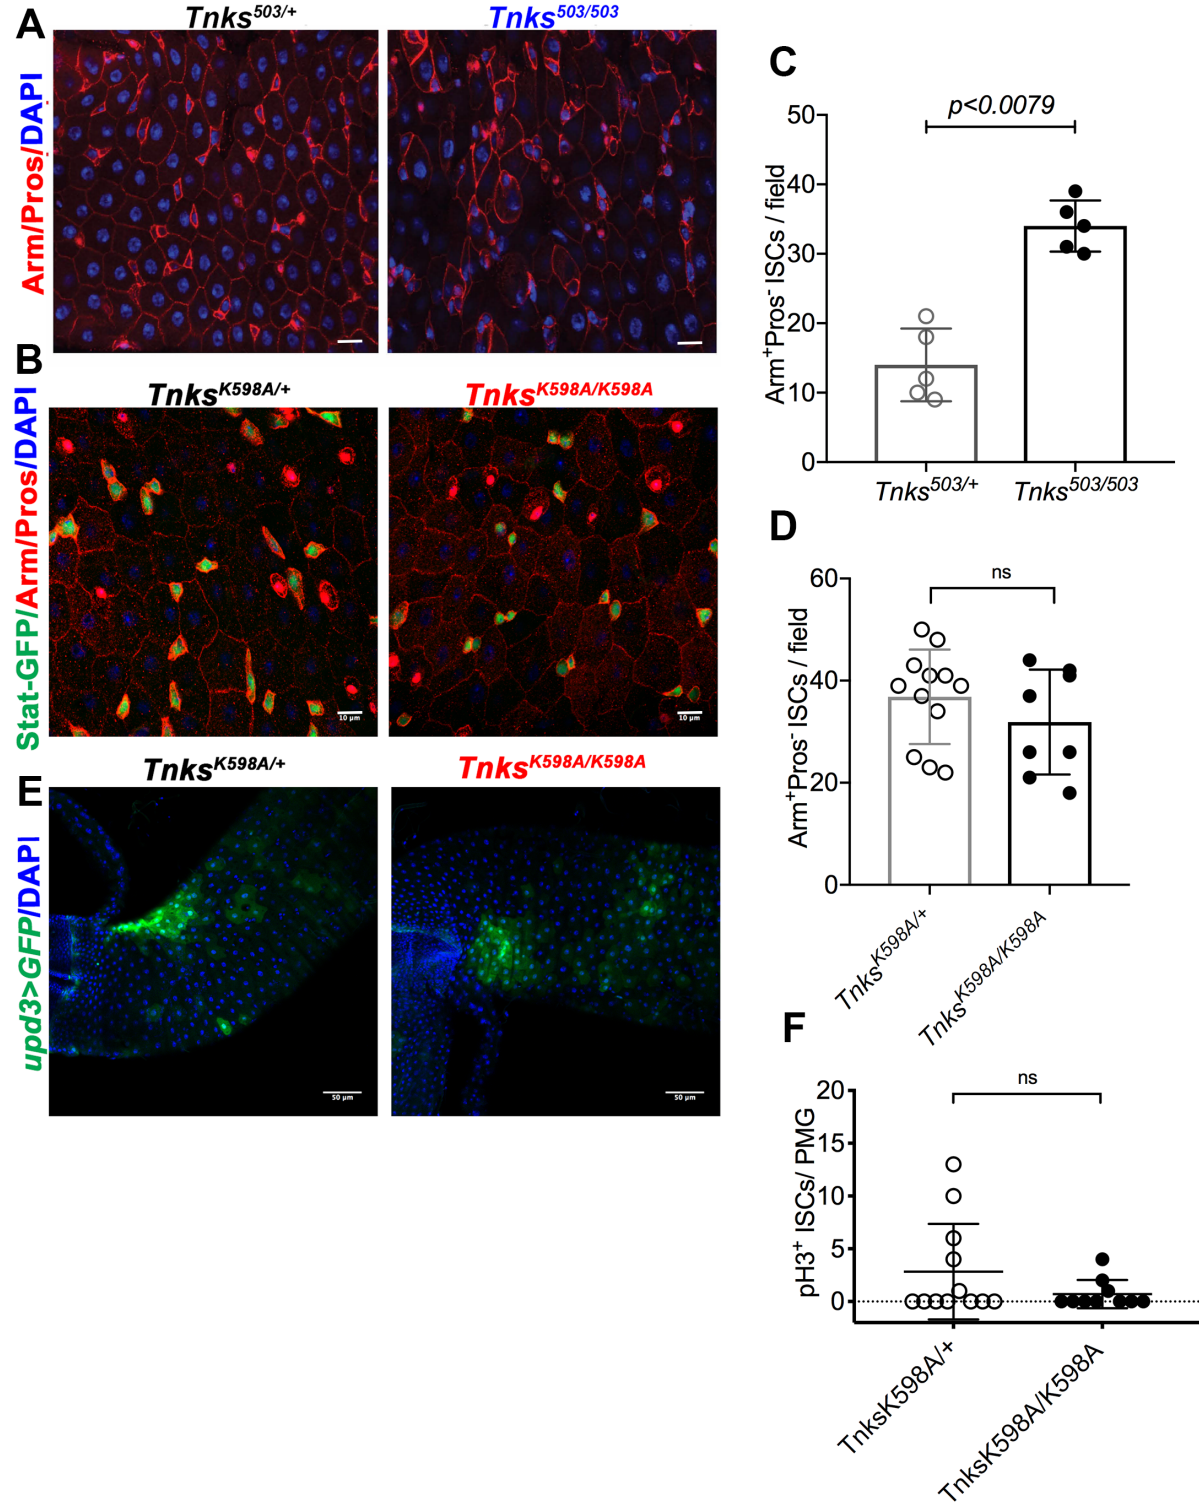 A
Tnks503/+
Tnks503/503
Arm/Pros/DAPI
B
TnksK598A/+
TnksK598A/K598A
Stat-GFP/Arm/Pros/DAPI
10 µm
10 µm
E
TnksK598A/+
TnksK598A/K598A
upd3>GFP/DAPI
50 µm
50 µm
C
p<0.0079
Arm+Pros- ISCs / field
50
40
30
20
10
0
Tnks503/+
Tnks503/503
D
ns
Arm+Pros- ISCs / field
60
40
20
0
TnksK598A/+
TnksK598A/K598A
F
ns
pH3+ ISCs/ PMG
20
15
10
5
0
TnksK598A/+
TnksK598A/K598A